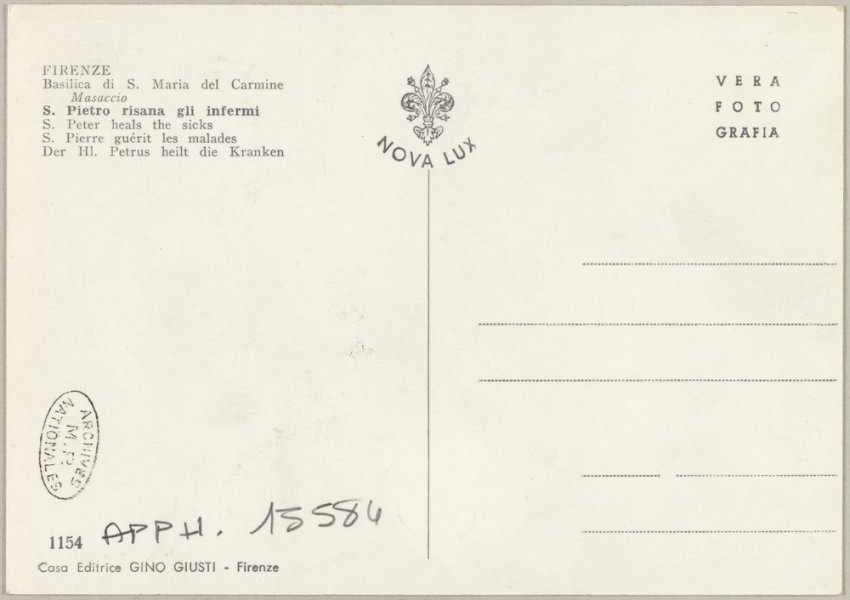 FIRENZE
Basilica di S. Maria del Carmine
Masaccio
S. Pietro risana gli infermi
S. Peter heals the sicks
S. Pierre guérit les malades
Der Hl. Petrus heilt die Kranken
NOVA LUX
VERA
FOTO
GRAFIA
ARCHIVES
M.P.
NATIONALES
1154 APPH. 15584
Casa Editrice GINO GIUSTI - Firenze